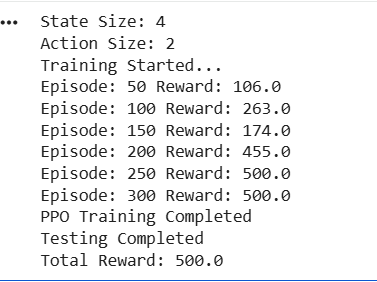 State Size: 4
Action Size: 2
Training Started...
Episode: 50 Reward: 106.0
Episode: 100 Reward: 263.0
Episode: 150 Reward: 174.0
Episode: 200 Reward: 455.0
Episode: 250 Reward: 500.0
Episode: 300 Reward: 500.0
PPO Training Completed
Testing Completed
Total Reward: 500.0